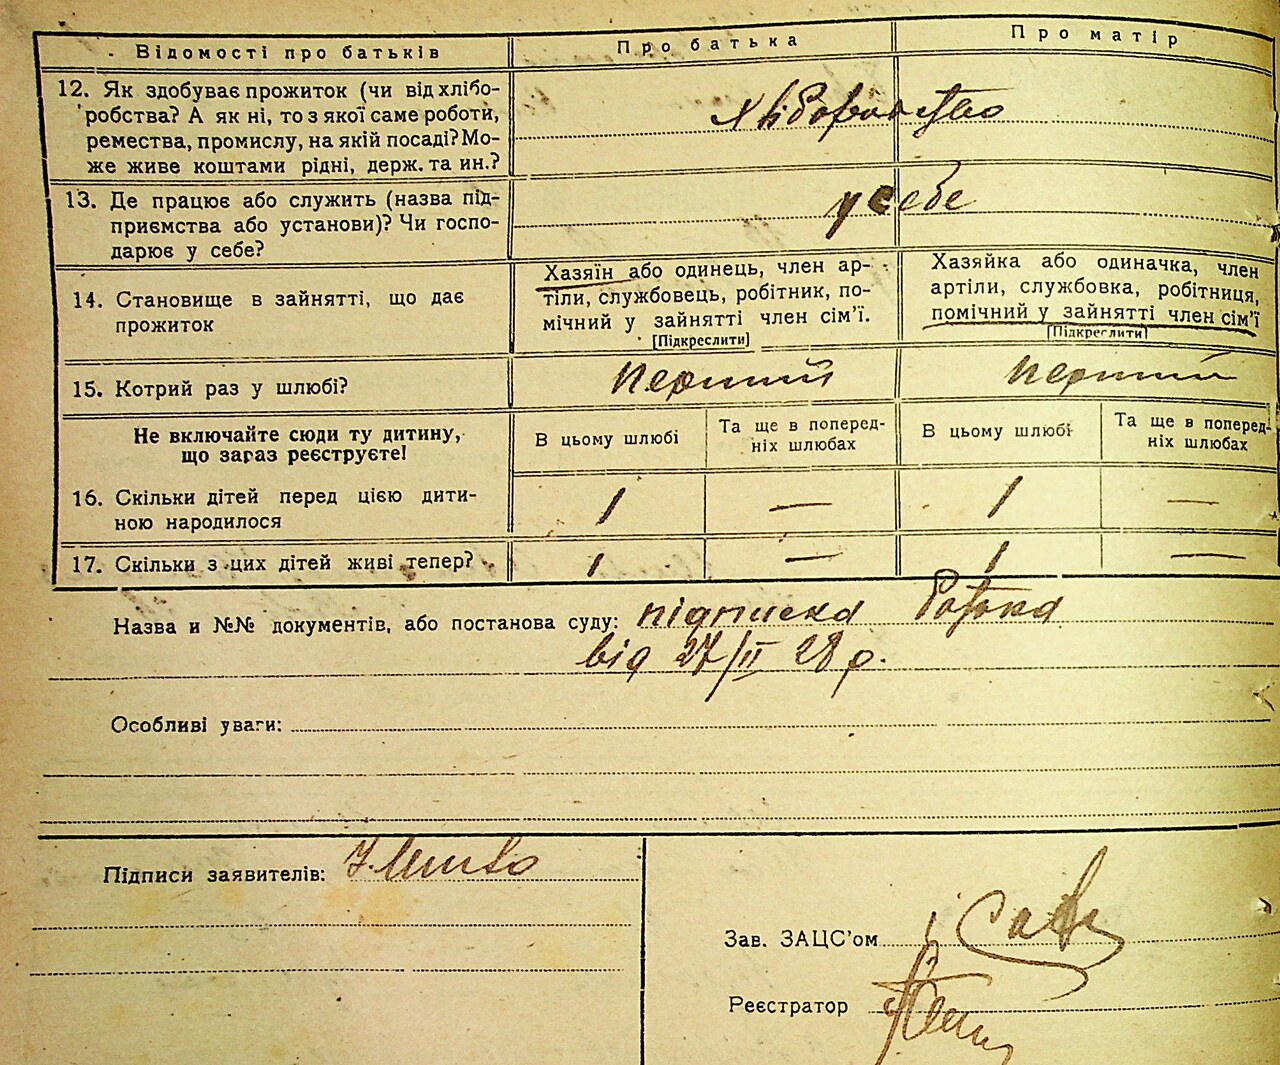 Відомості про батьків
Про батька
Про матір
12. Як здобуває прожиток (чи від хлібо-
робства? А як ні, то з якої саме роботи,
ремества, промислу, на якій посаді? Мо-
же живе коштами рідні, держ. та ин.?
хліборобство
13. Де працює або служить (назва під-
приємства або установи)? Чи госпо-
дарює у себе?
у себе
14. Становище в зайнятті, що дає
прожиток
Хазяїн або одинець, член ар-
тіли, службовець, робітник, по-
мічний у зайнятті член сім’ї.
[Підкреслити]
Хазяйка або одиначка, член
артіли, службовка, робітниця,
помічний у зайнятті член сім’ї
[Підкреслити]
15. Котрий раз у шлюбі?
перший
перший
Не включайте сюди ту дитину,
що зараз реєструєте!
В цьому шлюбі
Та ще в поперед-
ніх шлюбах
В цьому шлюбі
Та ще в поперед-
ніх шлюбах
16. Скільки дітей перед цією дити-
ною народилося
1
—
1
—
17. Скільки з цих дітей живі тепер?
1
—
1
—
Назва и №№ документів, або постанова суду: підписка батька
від 27/II 28 р.
Особливі уваги:
Підписи заявителів:
Зав. ЗАЦС’ом
Реєстратор